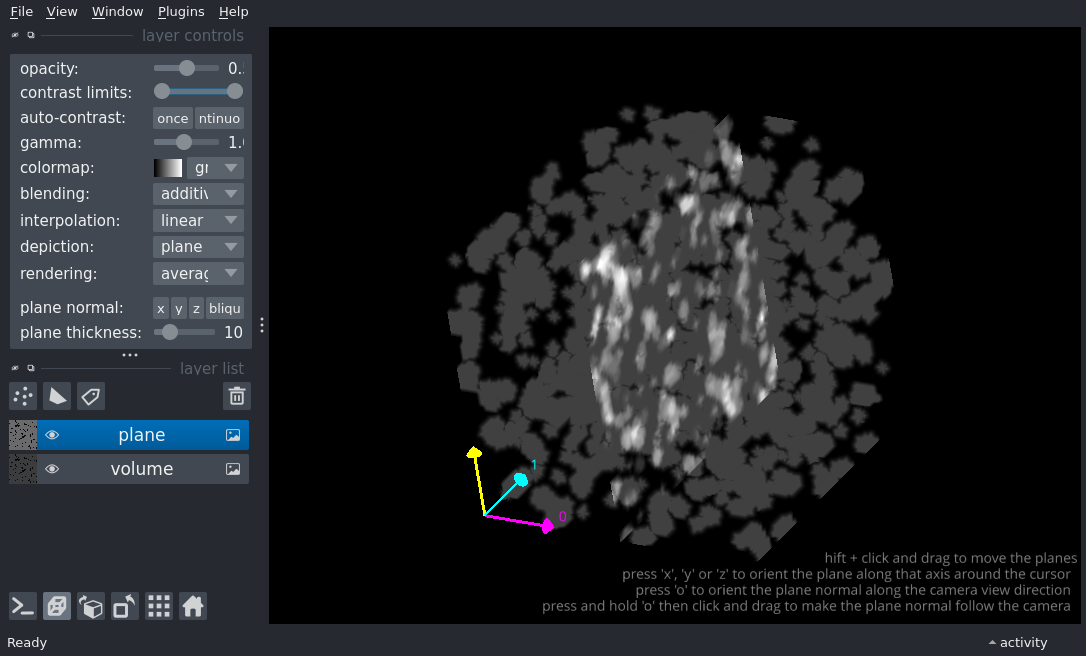 File View Window Plugins Help
layer controls
opacity: 0.
contrast limits:
auto-contrast: once ntinuo
gamma: 1.
colormap: gr
blending: additiv
interpolation: linear
depiction: plane
rendering: averag
plane normal: x y z bliqu
plane thickness: 10
layer list
plane
volume
1
0
hift + click and drag to move the planes
press 'x', 'y' or 'z' to orient the plane along that axis around the cursor
press 'o' to orient the plane normal along the camera view direction
press and hold 'o' then click and drag to make the plane normal follow the camera
Ready
activity